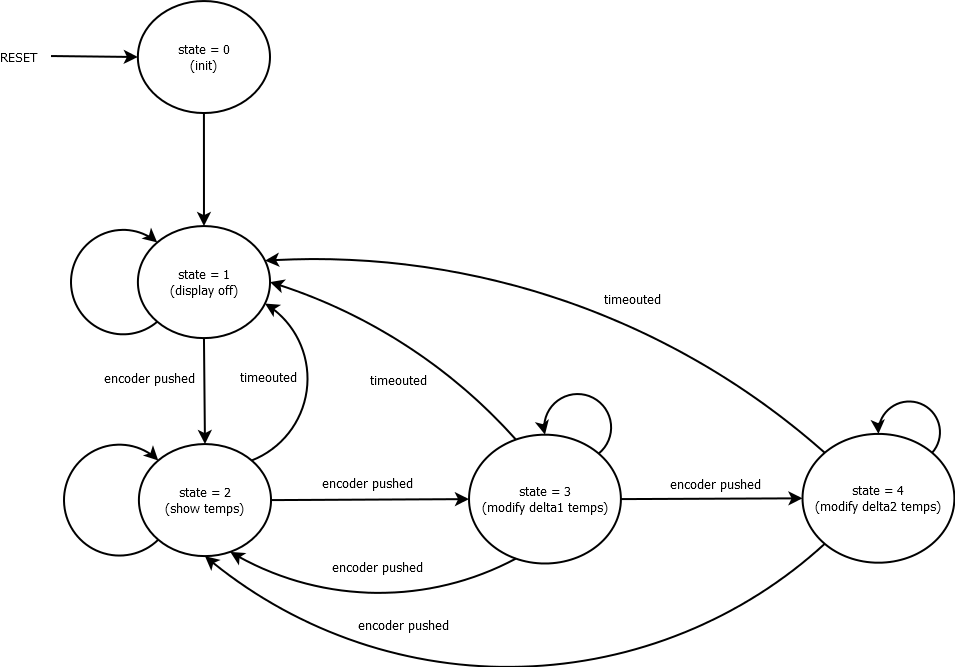 RESET
state = 0
(init)
state = 1
(display off)
timeouted
encoder pushed
timeouted
timeouted
state = 2
(show temps)
encoder pushed
state = 3
(modify delta1 temps)
encoder pushed
state = 4
(modify delta2 temps)
encoder pushed
encoder pushed